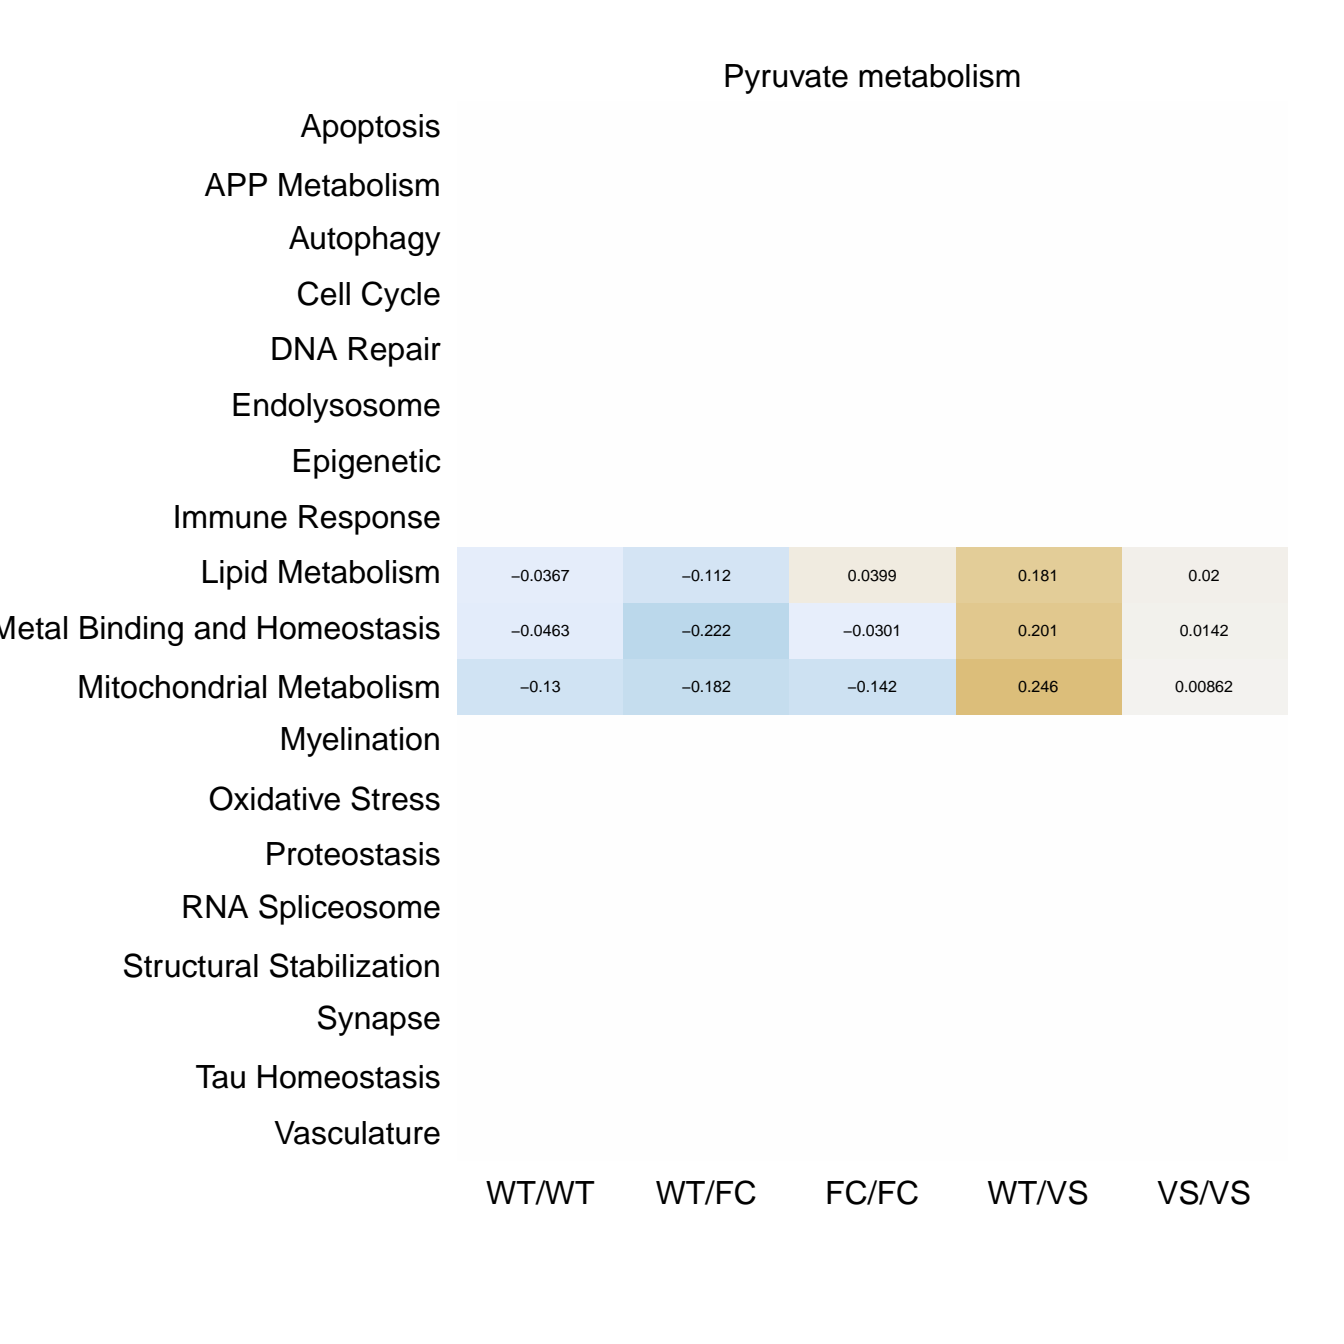 Pyruvate metabolism
Apoptosis
APP Metabolism
Autophagy
Cell Cycle
DNA Repair
Endolysosome
Epigenetic
Immune Response
Lipid Metabolism −0.0367 −0.112 0.0399 0.181 0.02
Metal Binding and Homeostasis −0.0463 −0.222 −0.0301 0.201 0.0142
Mitochondrial Metabolism −0.13 −0.182 −0.142 0.246 0.00862
Myelination
Oxidative Stress
Proteostasis
RNA Spliceosome
Structural Stabilization
Synapse
Tau Homeostasis
Vasculature
WT/WT WT/FC FC/FC WT/VS VS/VS